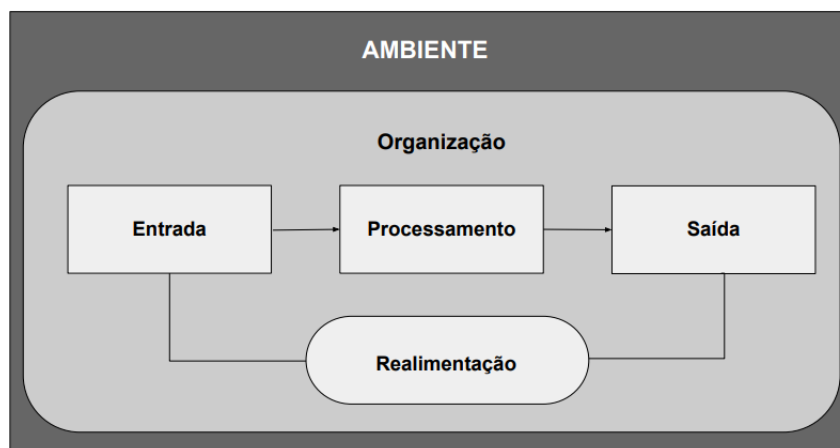 AMBIENTE
Organização
Entrada
Processamento
Saída
Realimentação